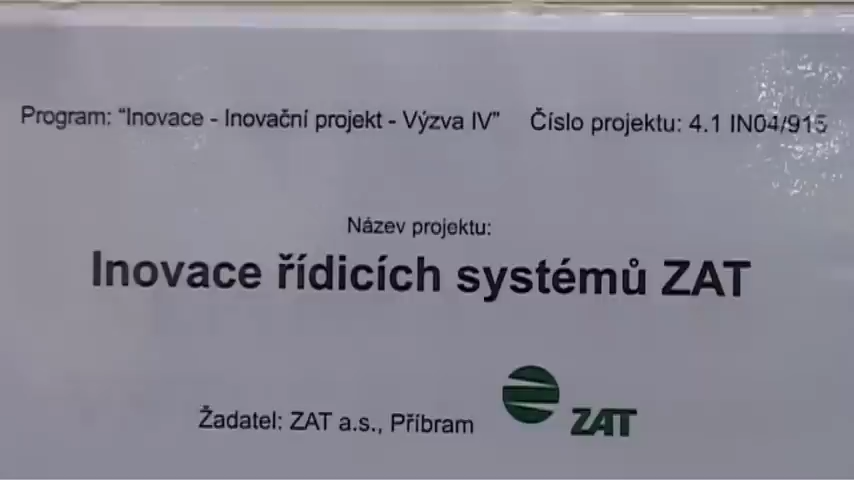 Program: “Inovace - Inovační projekt - Výzva IV” Číslo projektu: 4.1 IN04/915
Název projektu:
Inovace řídicích systémů ZAT
Žadatel: ZAT a.s., Příbram ZAT